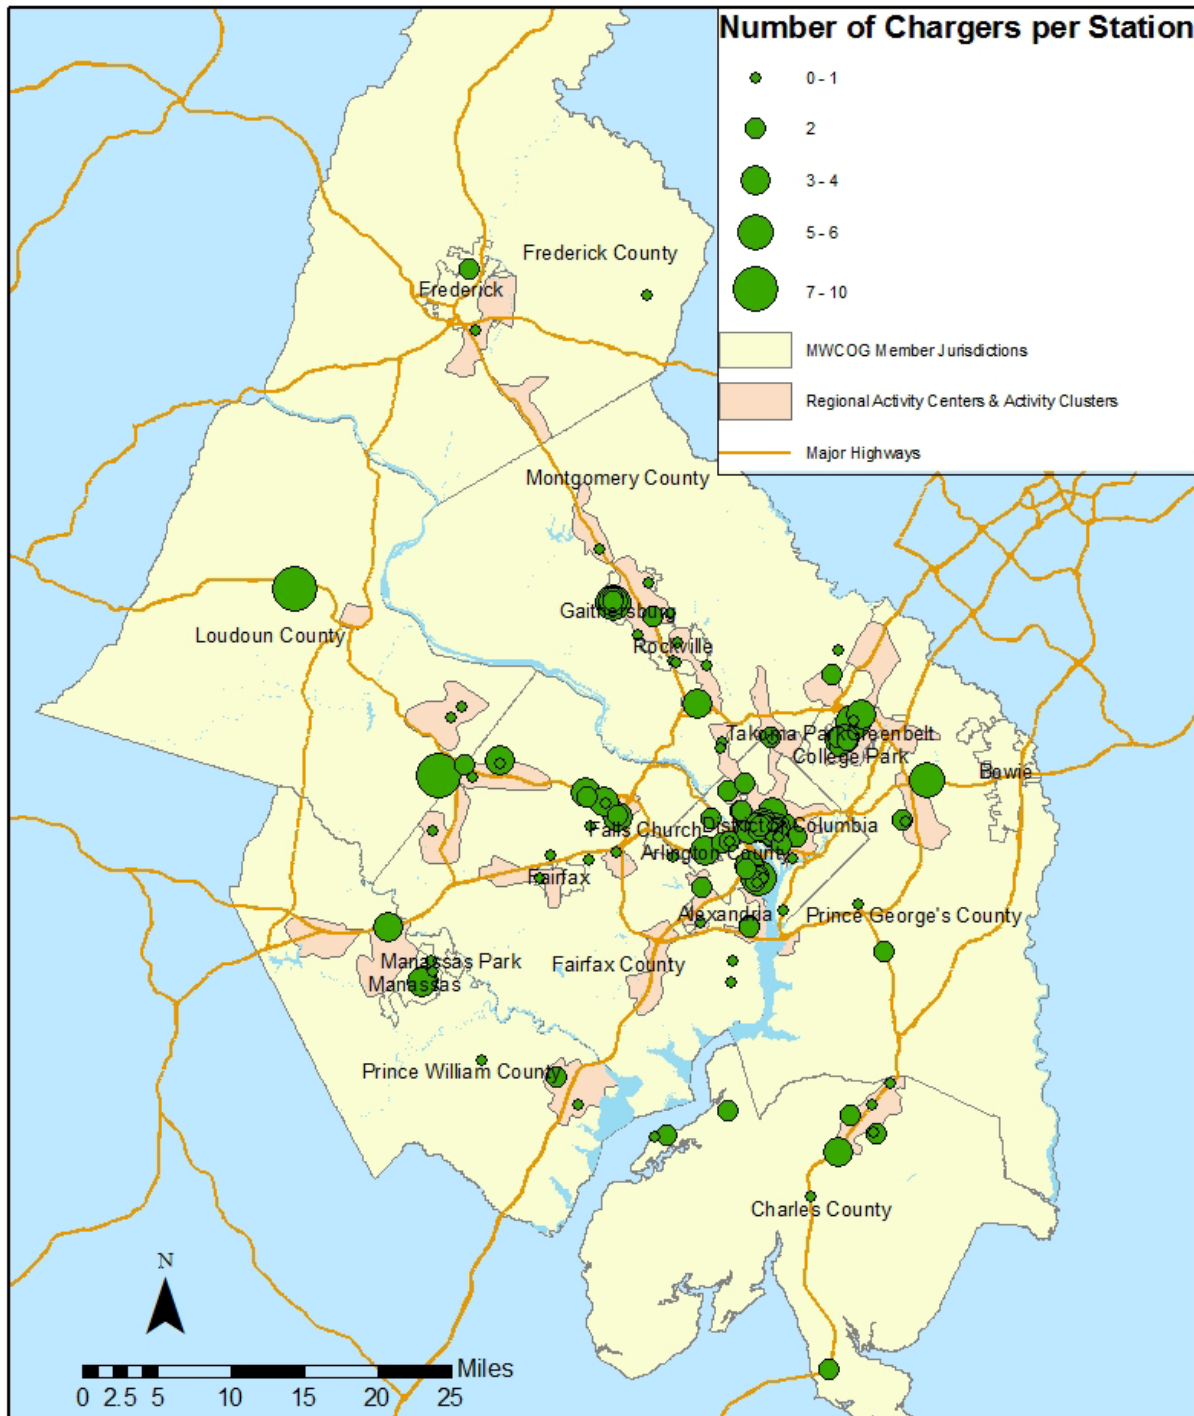 Number of Chargers per Station
0 - 1
2
3 - 4
5 - 6
7 - 10
MWCOG Member Jurisdictions
Regional Activity Centers & Activity Clusters
Major Highways
Frederick County
Frederick
Montgomery County
Gaithersburg
Loudoun County
Rockville
Takoma Park
Greenbelt
College Park
Bowie
District of Columbia
Falls Church
Arlington County
Fairfax
Alexandria
Prince George's County
Manassas Park
Fairfax County
Manassas
Prince William County
Charles County
N
Miles
0 2.5 5 10 15 20 25